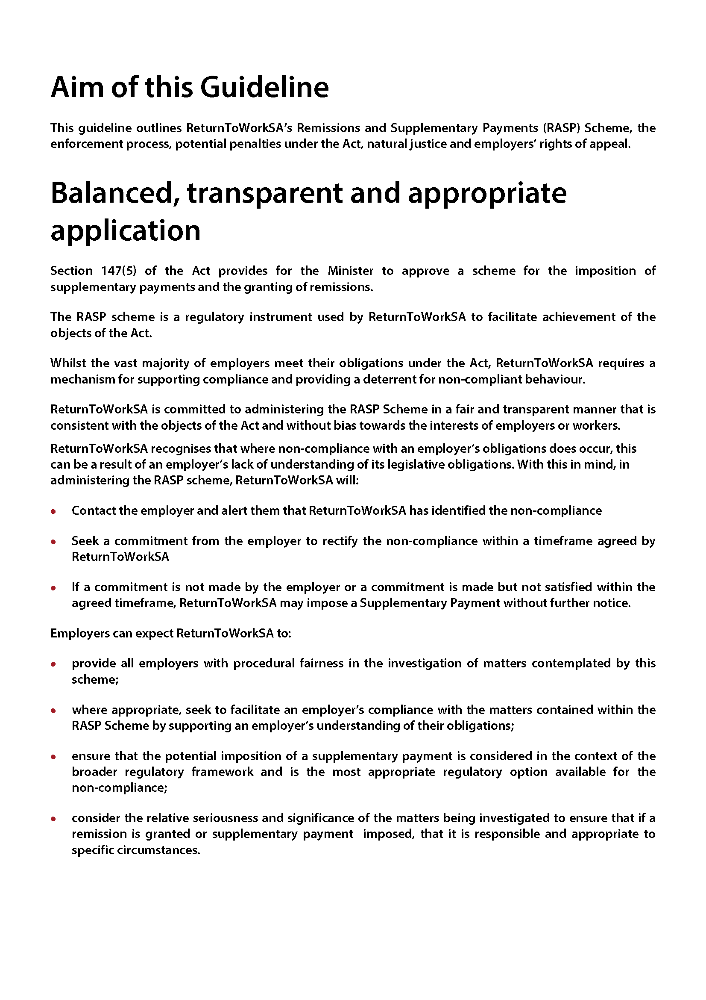 Aim of this Guideline
This guideline outlines ReturnToWorkSA’s Remissions and Supplementary Payments (RASP) Scheme, the
enforcement process, potential penalties under the Act, natural justice and employers’ rights of appeal.
Balanced, transparent and appropriate
application
Section 147(5) of the Act provides for the Minister to approve a scheme for the imposition of
supplementary payments and the granting of remissions.
The RASP scheme is a regulatory instrument used by ReturnToWorkSA to facilitate achievement of the
objects of the Act.
Whilst the vast majority of employers meet their obligations under the Act, ReturnToWorkSA requires a
mechanism for supporting compliance and providing a deterrent for non-compliant behaviour.
ReturnToWorkSA is committed to administering the RASP Scheme in a fair and transparent manner that is
consistent with the objects of the Act and without bias towards the interests of employers or workers.
ReturnToWorkSA recognises that where non-compliance with an employer’s obligations does occur, this
can be a result of an employer’s lack of understanding of its legislative obligations. With this in mind, in
administering the RASP scheme, ReturnToWorkSA will:
• Contact the employer and alert them that ReturnToWorkSA has identified the non-compliance
• Seek a commitment from the employer to rectify the non-compliance within a timeframe agreed by
ReturnToWorkSA
• If a commitment is not made by the employer or a commitment is made but not satisfied within the
agreed timeframe, ReturnToWorkSA may impose a Supplementary Payment without further notice.
Employers can expect ReturnToWorkSA to:
• provide all employers with procedural fairness in the investigation of matters contemplated by this
scheme;
• where appropriate, seek to facilitate an employer’s compliance with the matters contained within the
RASP Scheme by supporting an employer’s understanding of their obligations;
• ensure that the potential imposition of a supplementary payment is considered in the context of the
broader regulatory framework and is the most appropriate regulatory option available for the
non-compliance;
• consider the relative seriousness and significance of the matters being investigated to ensure that if a
remission is granted or supplementary payment imposed, that it is responsible and appropriate to
specific circumstances.